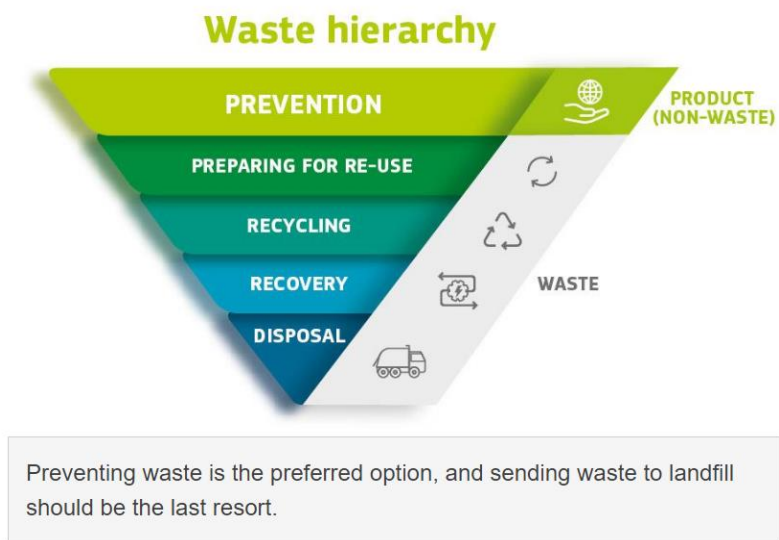 Waste hierarchy
PREVENTION
PRODUCT
(NON-WASTE)
PREPARING FOR RE-USE
RECYCLING
RECOVERY
WASTE
DISPOSAL
Preventing waste is the preferred option, and sending waste to landfill
should be the last resort.